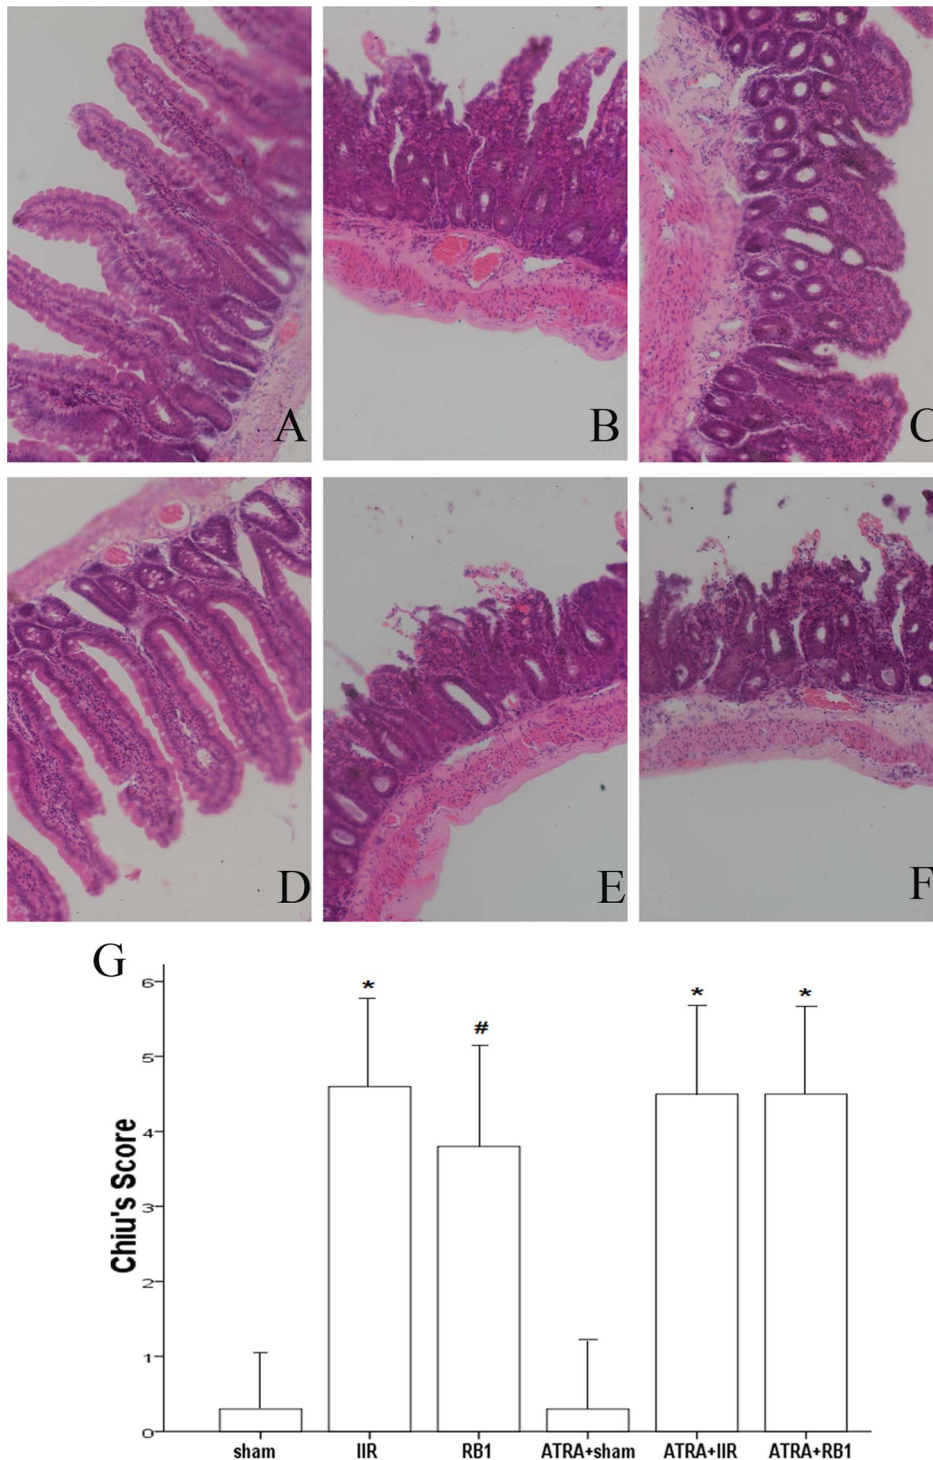 A
B
C
D
E
F
G
Chiu's Score
6
5
4
3
2
1
0
*
#
*
*
sham
IIR
RB1
ATRA+sham
ATRA+IIR
ATRA+RB1